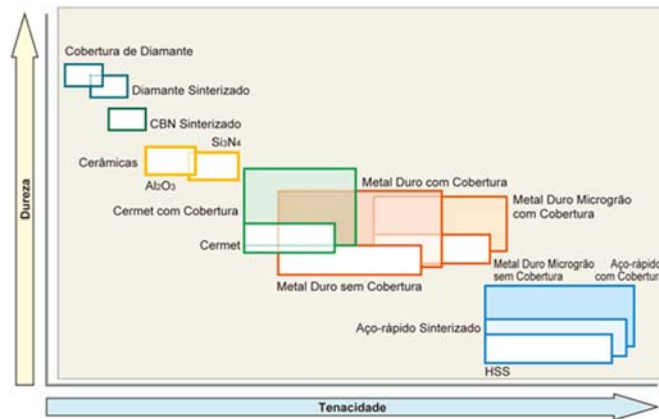 Cobertura de Diamante
Diamante Sinterizado
CBN Sinterizado
Si3N4
Cerâmicas
Al2O3
Metal Duro com Cobertura
Metal Duro Microgrão
com Cobertura
Cermet com Cobertura
Cermet
Metal Duro Microgrão
sem Cobertura
Aço-rápido
com Cobertur
Metal Duro sem Cobertura
Aço-rápido Sinterizado
HSS
Dureza
Tenacidade